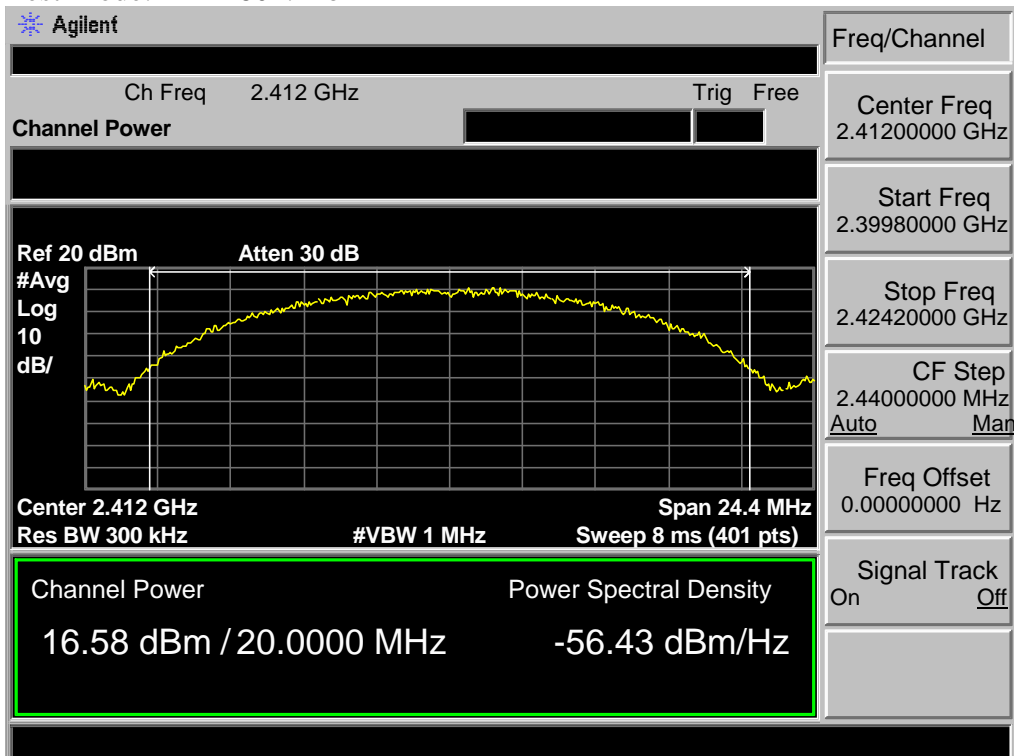 Agilent
Freq/Channel
Ch Freq 2.412 GHz Trig Free
Channel Power
Center Freq
2.41200000 GHz
Start Freq
2.39980000 GHz
Stop Freq
2.42420000 GHz
CF Step
2.44000000 MHz
Auto Man
Freq Offset
0.00000000 Hz
Signal Track
On Off
Ref 20 dBm Atten 30 dB
#Avg
Log
10
dB/
Center 2.412 GHz Span 24.4 MHz
Res BW 300 kHz #VBW 1 MHz Sweep 8 ms (401 pts)
Channel Power Power Spectral Density
16.58 dBm / 20.0000 MHz -56.43 dBm/Hz